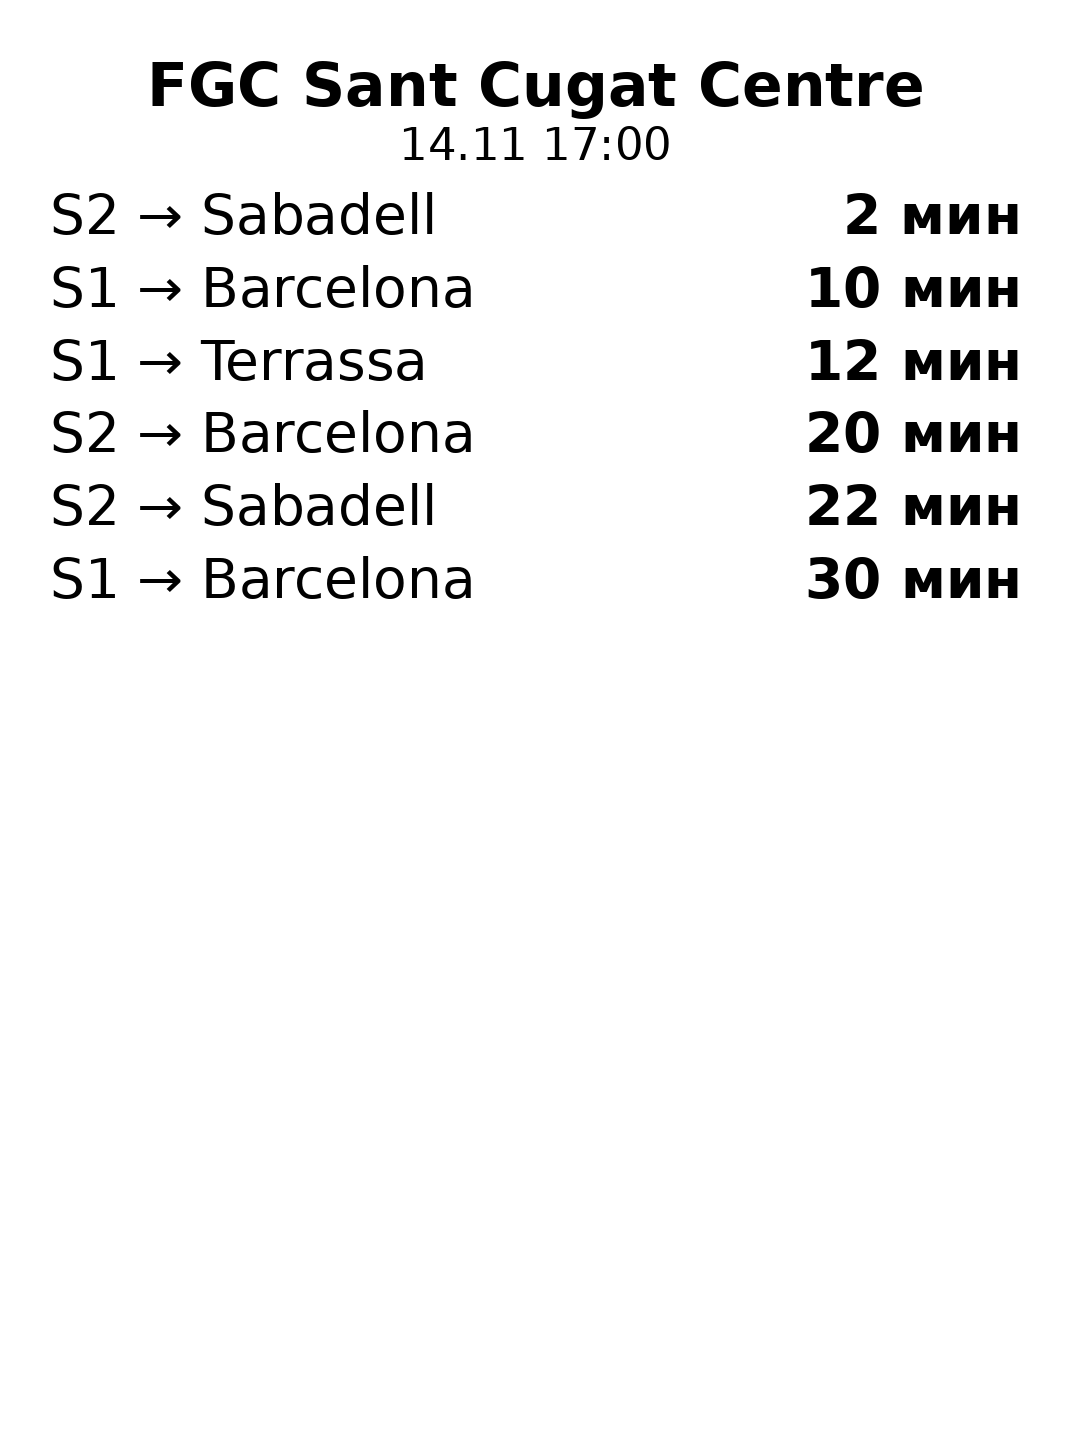 FGC Sant Cugat Centre
14.11 17:00
S2 → Sabadell 2 мин
S1 → Barcelona 10 мин
S1 → Terrassa 12 мин
S2 → Barcelona 20 мин
S2 → Sabadell 22 мин
S1 → Barcelona 30 мин